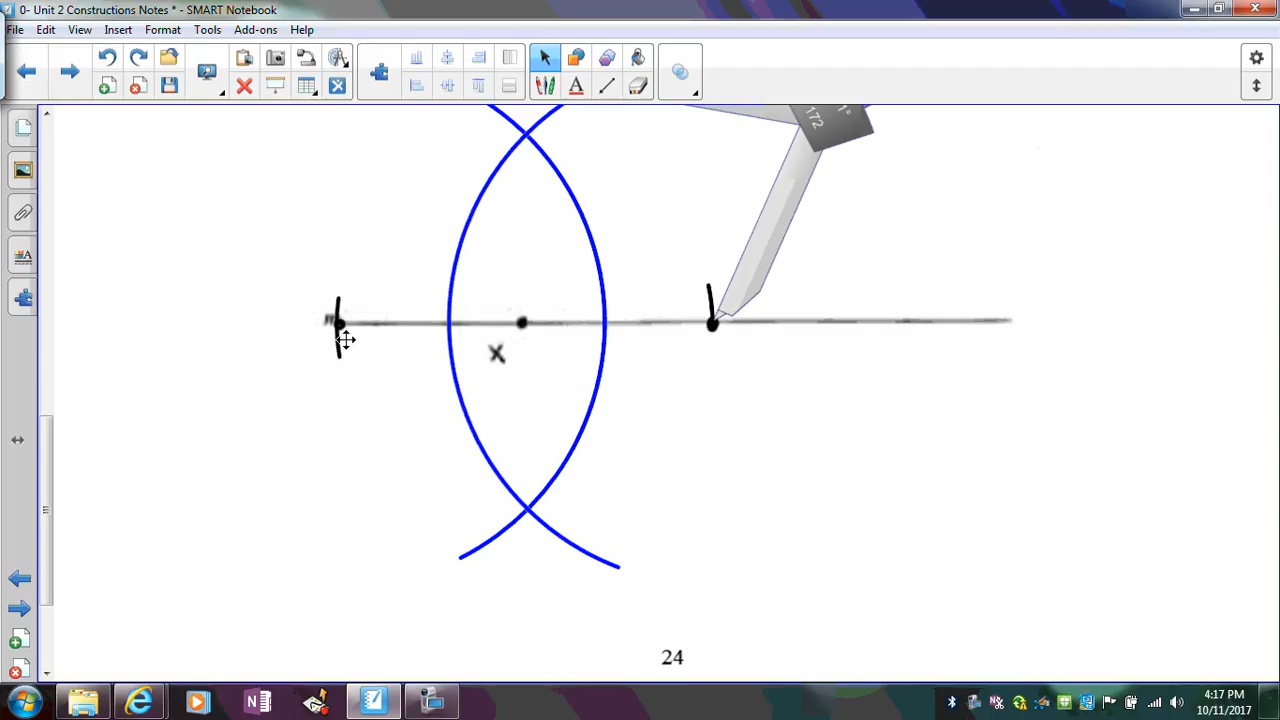 0- Unit 2 Constructions Notes * - SMART Notebook
File Edit View Insert Format Tools Add-ons Help
172
1°
m
x
24
4:17 PM
10/11/2017